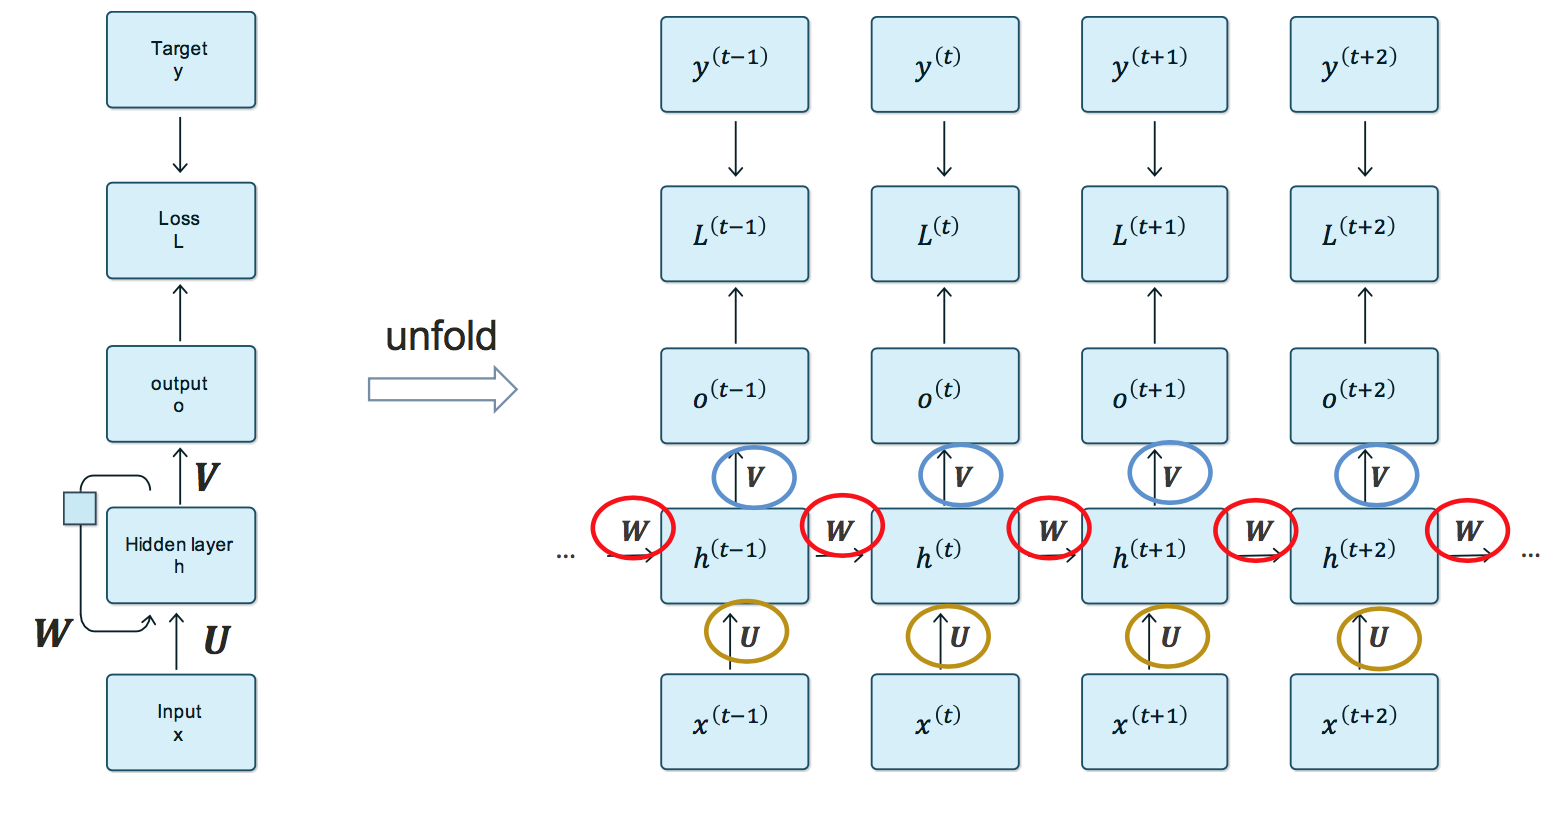 Target
y
Loss
L
output
o
V
Hidden layer
h
W
U
Input
x
unfold
y(t−1) y(t) y(t+1) y(t+2)
L(t−1) L(t) L(t+1) L(t+2)
o(t−1) o(t) o(t+1) o(t+2)
V V V V
W W W W W
... h(t−1) h(t) h(t+1) h(t+2) ...
U U U U
x(t−1) x(t) x(t+1) x(t+2)